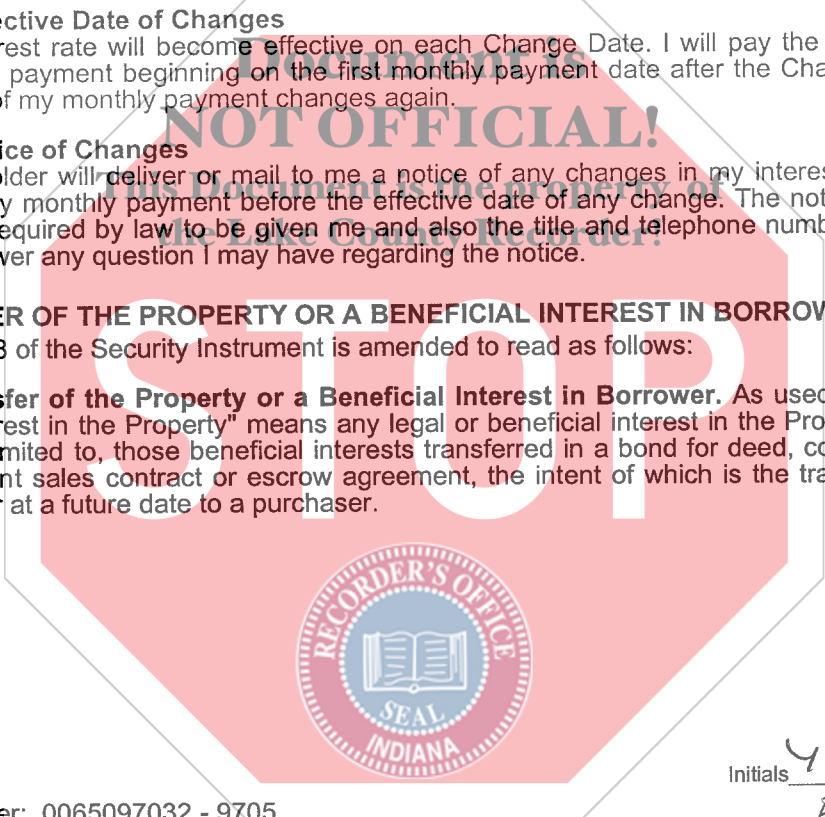 ective Date of Changes
rest rate will become effective on each Change Date. I will pay the
payment beginning on the first monthly payment date after the Cha
of my monthly payment changes again.
ice of Changes
lder will deliver or mail to me a notice of any changes in my interes
y monthly payment before the effective date of any change. The not
equired by law to be given me and also the title and telephone numb
wer any question I may have regarding the notice.
ER OF THE PROPERTY OR A BENEFICIAL INTEREST IN BORROW
8 of the Security Instrument is amended to read as follows:
sfer of the Property or a Beneficial Interest in Borrower. As used
rest in the Property" means any legal or beneficial interest in the Pro
mited to, those beneficial interests transferred in a bond for deed, co
nt sales contract or escrow agreement, the intent of which is the tra
at a future date to a purchaser.
Document is
NOT OFFICIAL!
This Document is the property of
the Lake County Recorder!
STOP
RECORDER'S OFFICE
SEAL
INDIANA
Initials
er: 0065097032 - 9705